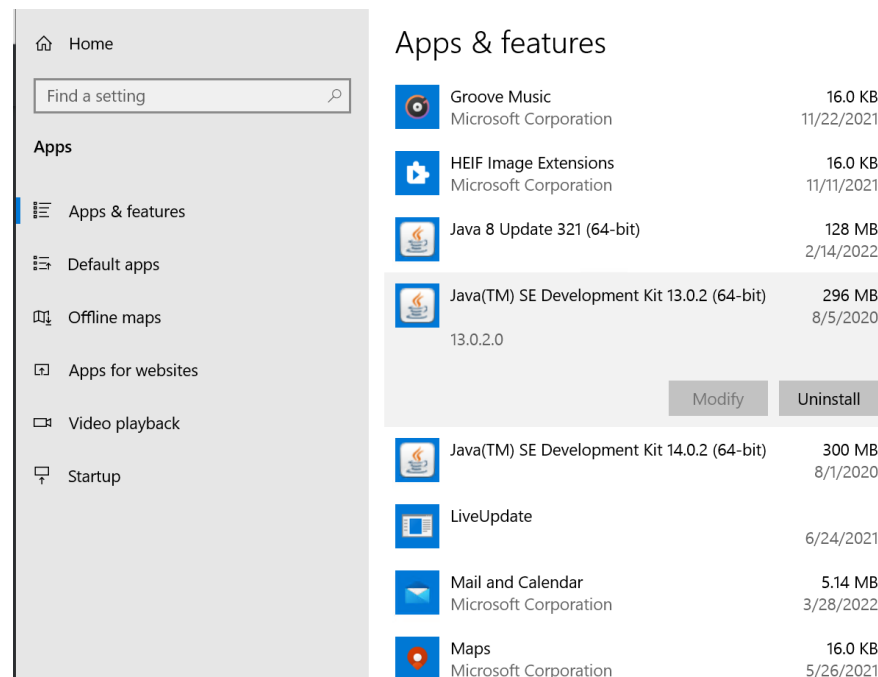 Home
Find a setting
Apps
Apps & features
Default apps
Offline maps
Apps for websites
Video playback
Startup
Apps & features
Groove Music 16.0 KB
Microsoft Corporation 11/22/2021
HEIF Image Extensions 16.0 KB
Microsoft Corporation 11/11/2021
Java 8 Update 321 (64-bit) 128 MB
2/14/2022
Java(TM) SE Development Kit 13.0.2 (64-bit) 296 MB
8/5/2020
13.0.2.0
Modify Uninstall
Java(TM) SE Development Kit 14.0.2 (64-bit) 300 MB
8/1/2020
LiveUpdate
6/24/2021
Mail and Calendar 5.14 MB
Microsoft Corporation 3/28/2022
Maps 16.0 KB
Microsoft Corporation 5/26/2021